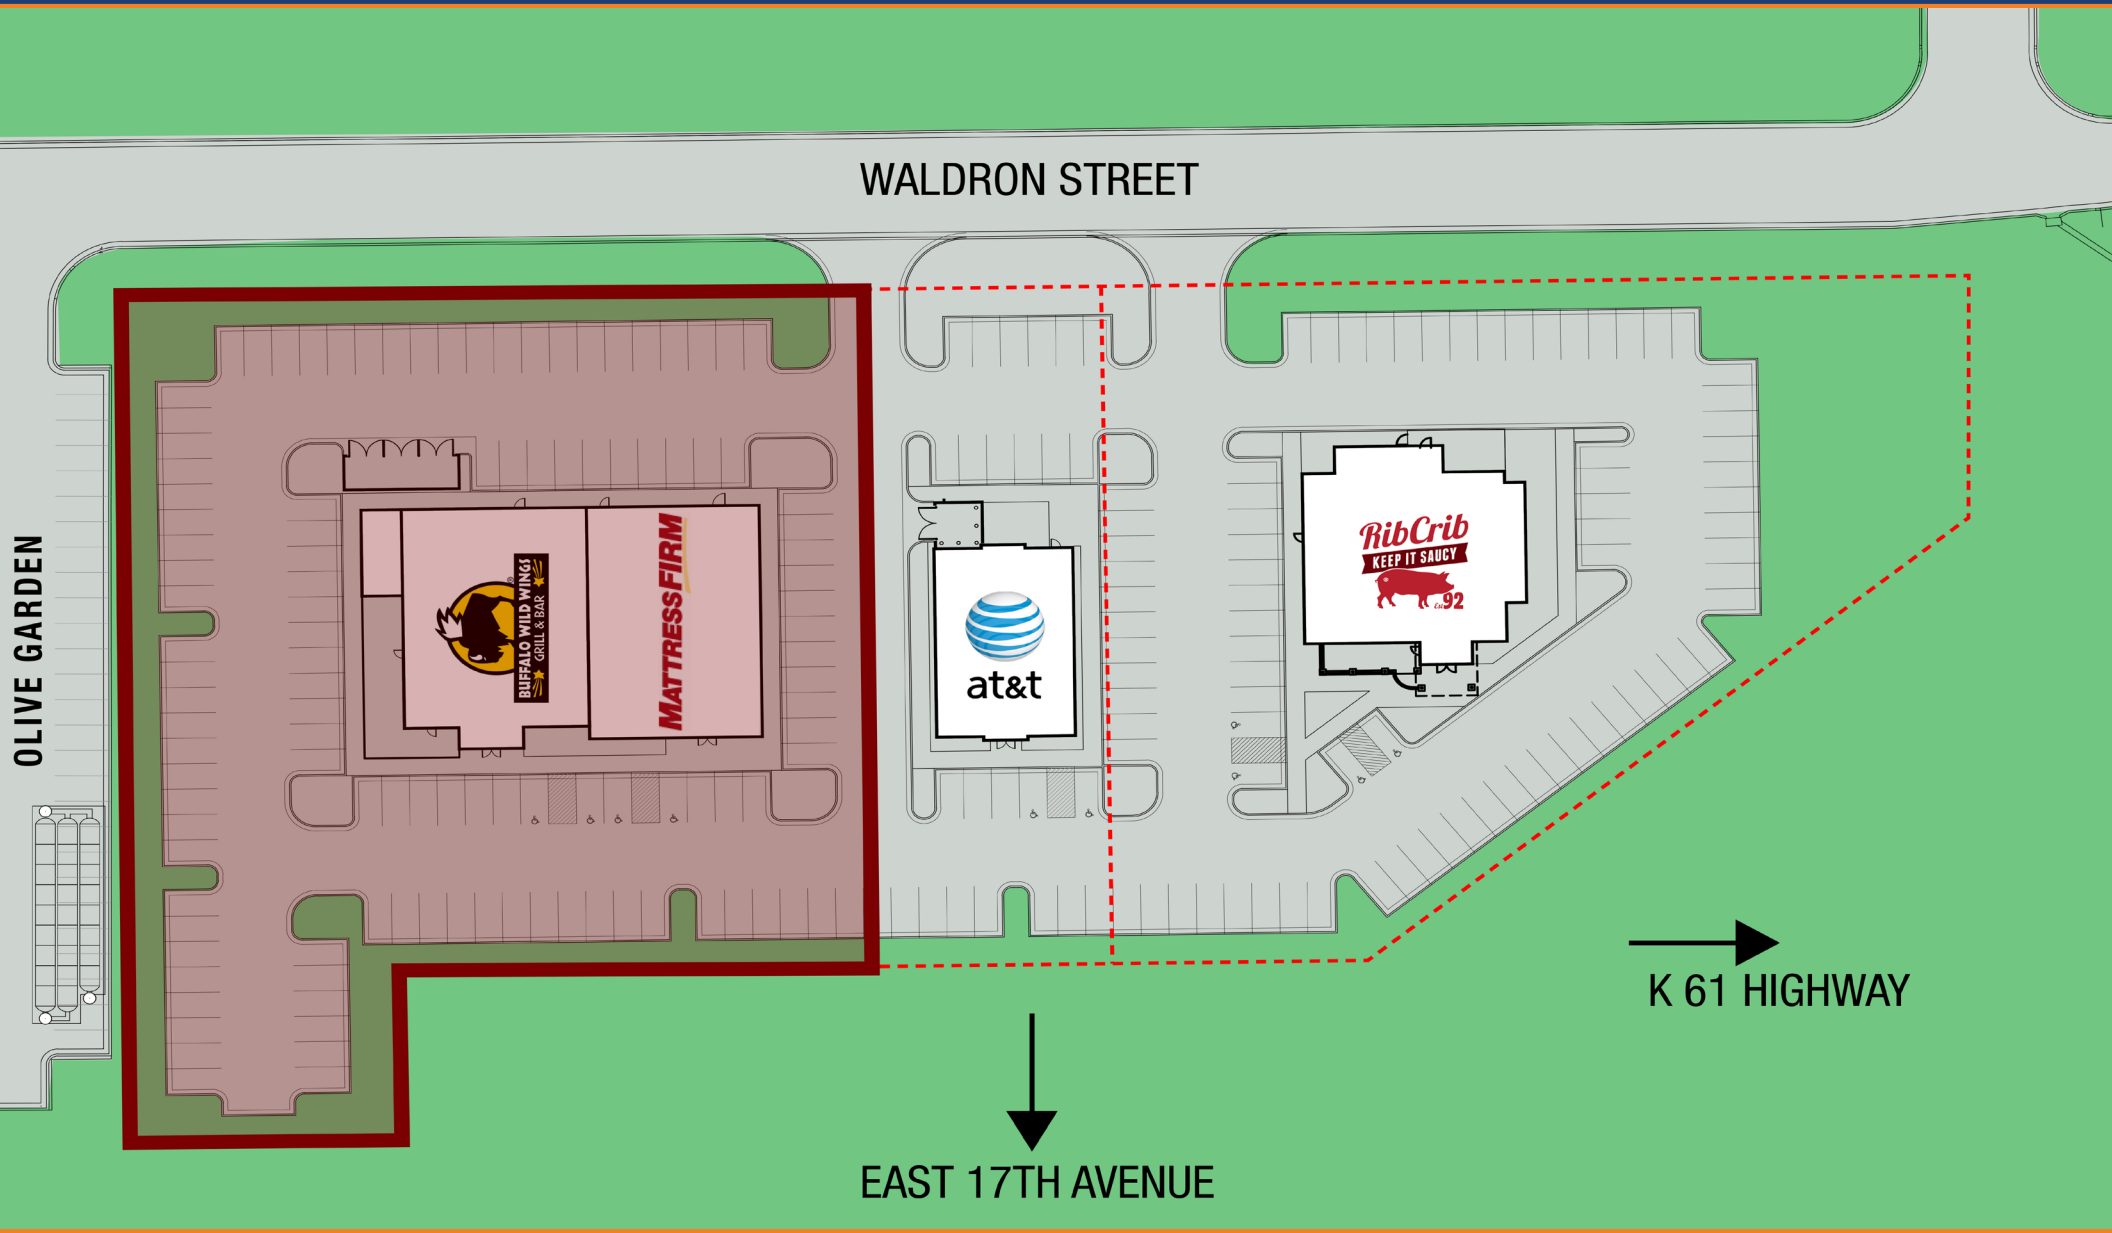 WALDRON STREET
OLIVE GARDEN
BUFFALO WILD WINGS
GRILL & BAR
®
MATTRESSFIRM
at&t
RibCrib
KEEP IT SAUCY
Est. 92
K 61 HIGHWAY
EAST 17TH AVENUE